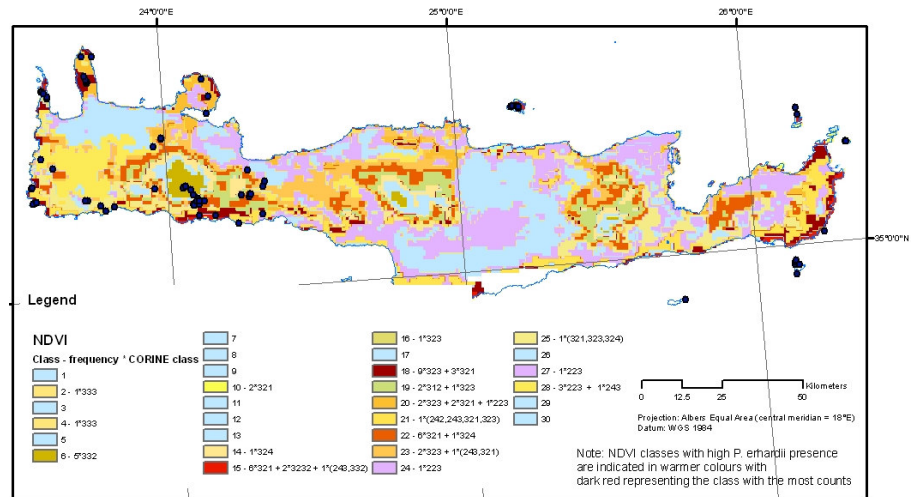 24°0'0"E
25°0'0"E
26°0'0"E
35°0'0"N
Legend
NDVI
Class - frequency * CORINE class
1
2 - 1*333
3
4 - 1*333
5
6 - 5*332
7
8
9
10 - 2*321
11
12
13
14 - 1*324
15 - 6*321 + 2*3232 + 1*(243,332)
16 - 1*323
17
18 - 9*323 + 3*321
19 - 2*312 + 1*323
20 - 2*323 + 2*321 + 1*223
21 - 1*(242,243,321,323)
22 - 6*321 + 1*324
23 - 2*323 + 1*(243,321)
24 - 1*223
25 - 1*(321,323,324)
26
27 - 1*223
28 - 3*223 + 1*243
29
30
0 12.5 25 50
Kilometers
Projection: Albers Equal Area (central meridian = 18°E)
Datum: WGS 1984
Note: NDVI classes with high P. erhardii presence
are indicated in warmer colours with
dark red representing the class with the most counts